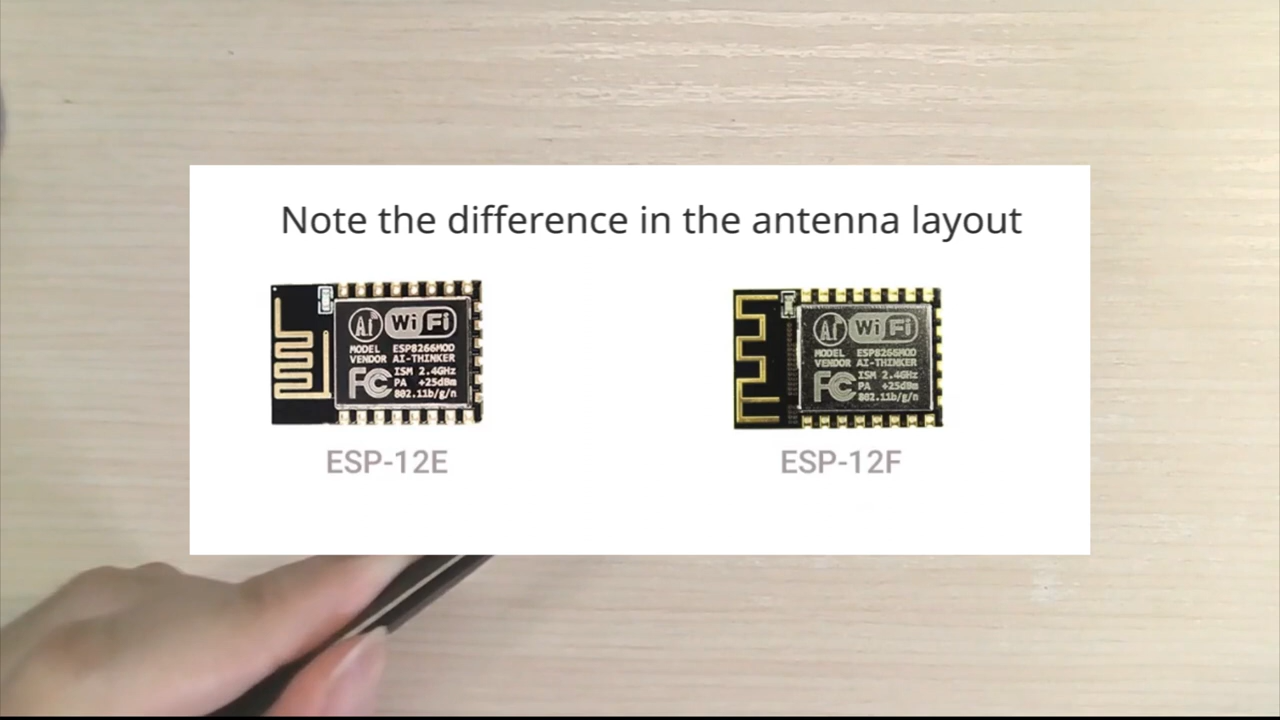 Note the difference in the antenna layout
Ai WiFi
MODEL ESP8266MOD
VENDOR AI-THINKER
FC ISM 2.4GHz
PA +25dBm
802.11b/g/n
ESP-12E
Ai WiFi
MODEL ESP8266MOD
VENDOR AI-THINKER
FC ISM 2.4GHz
PA +25dBm
802.11b/g/n
ESP-12F